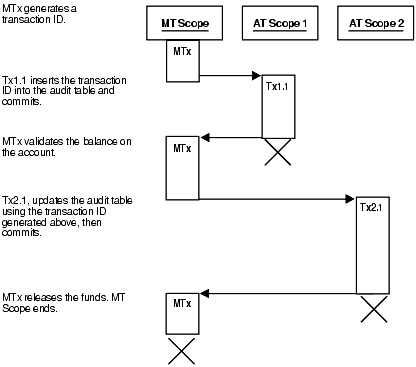 MTx generates a
transaction ID.
MT Scope
AT Scope 1
AT Scope 2
MTx
Tx1.1 inserts the transaction
ID into the audit table and
commits.
Tx1.1
MTx validates the balance on
the account.
MTx
Tx2.1, updates the audit table
using the transaction ID
generated above, then
commits.
Tx2.1
MTx releases the funds. MT
Scope ends.
MTx